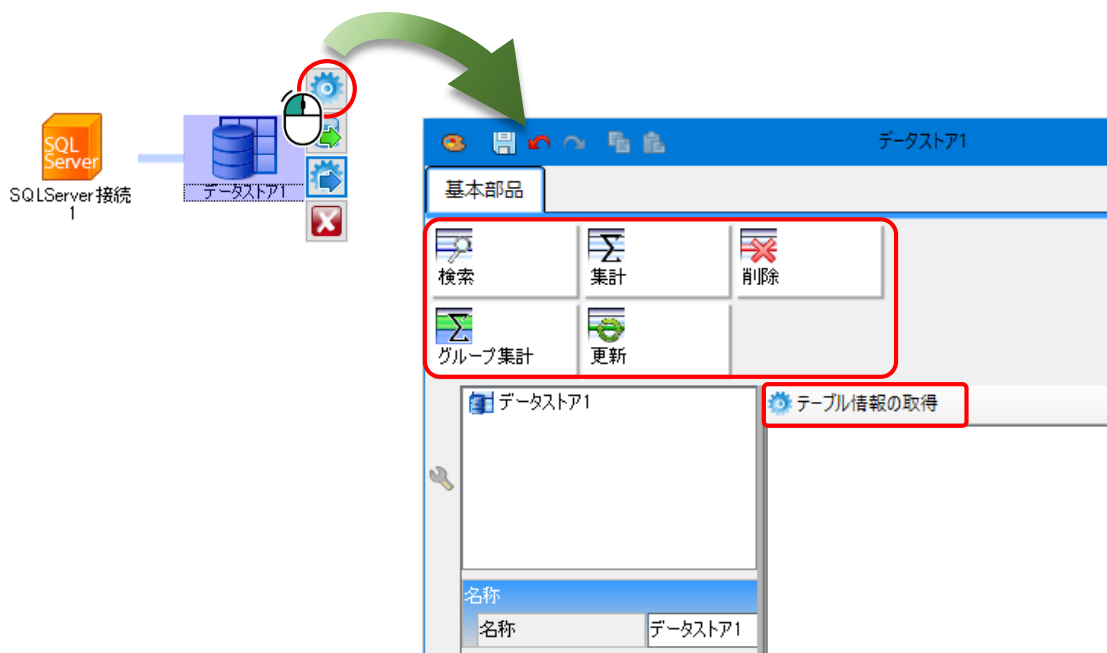 SQL
Server
SQLServer接続
1
データストア1
データストア1
基本部品
検索
集計
削除
グループ集計
更新
データストア1
テーブル情報の取得
名称
名称
データストア1